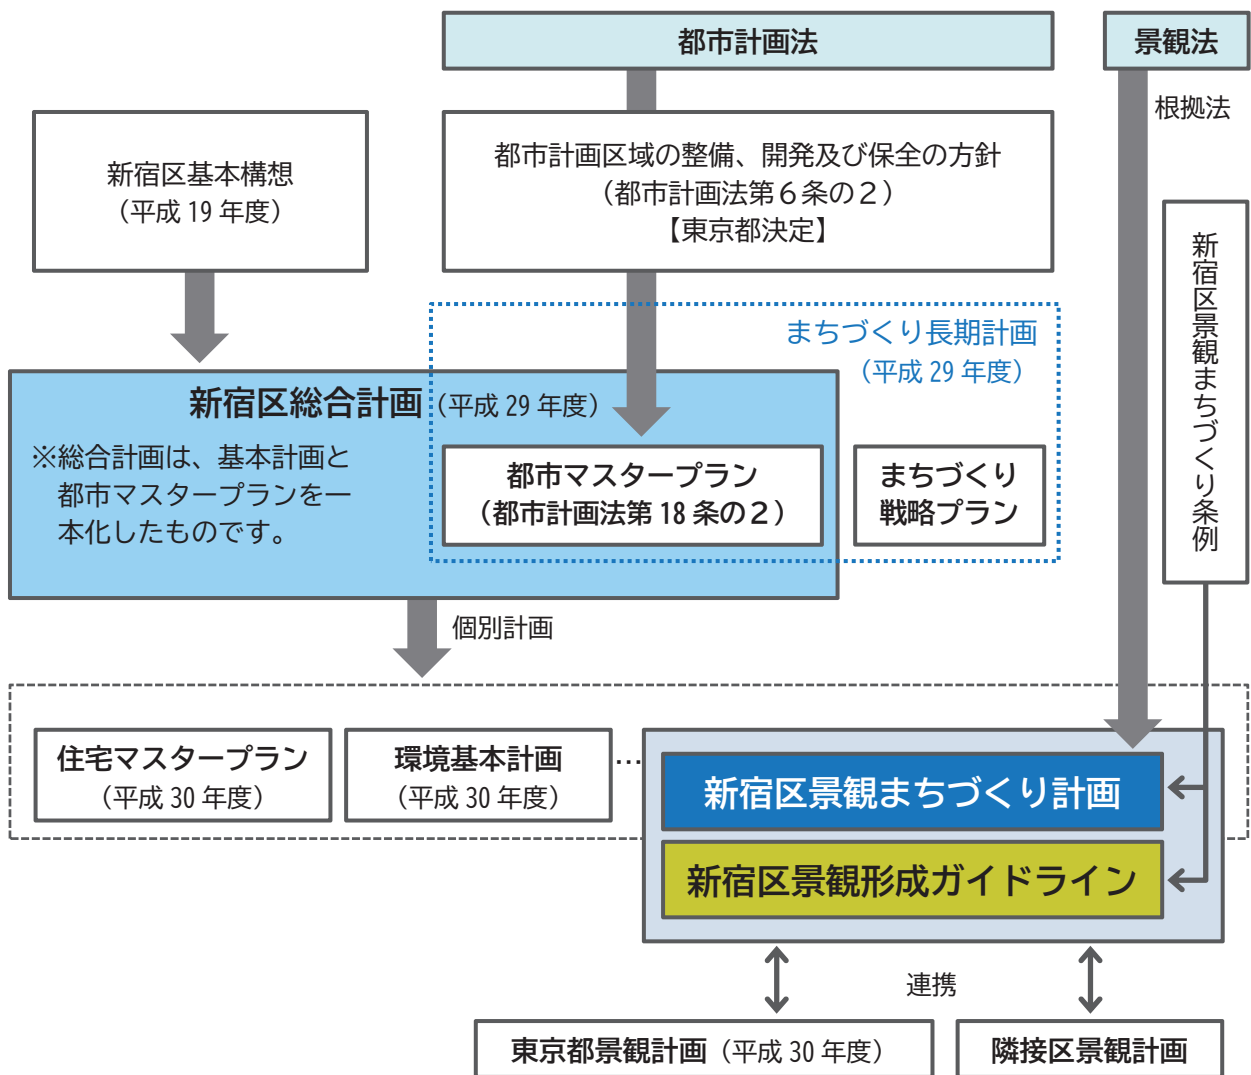 都市計画法
景観法
根拠法
新宿区基本構想
（平成 19 年度）
都市計画区域の整備、開発及び保全の方針
（都市計画法第６条の２）
【東京都決定】
新宿区景観まちづくり条例
まちづくり長期計画
（平成 29 年度）
新宿区総合計画（平成 29 年度）
※総合計画は、基本計画と
都市マスタープランを一
本化したものです。
都市マスタープラン
（都市計画法第 18 条の２）
まちづくり
戦略プラン
個別計画
住宅マスタープラン
（平成 30 年度）
環境基本計画
（平成 30 年度）
…
新宿区景観まちづくり計画
新宿区景観形成ガイドライン
連携
東京都景観計画（平成 30 年度）
隣接区景観計画